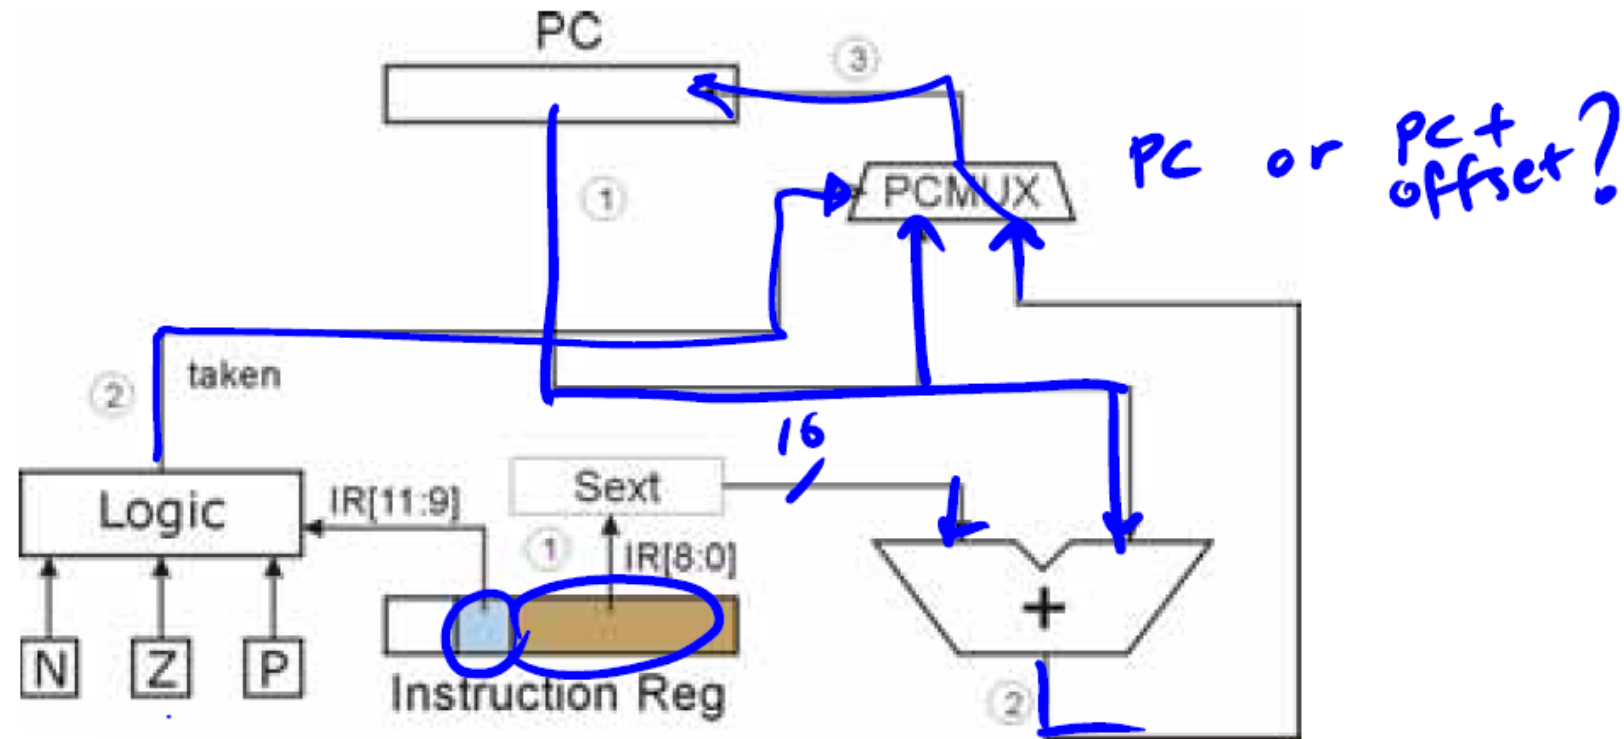 PC
③
PC or PC + offset?
①
PCMUX
②
taken
16
Logic
IR[11:9]
Sext
①
IR[8:0]
+
N
Z
P
Instruction Reg
②